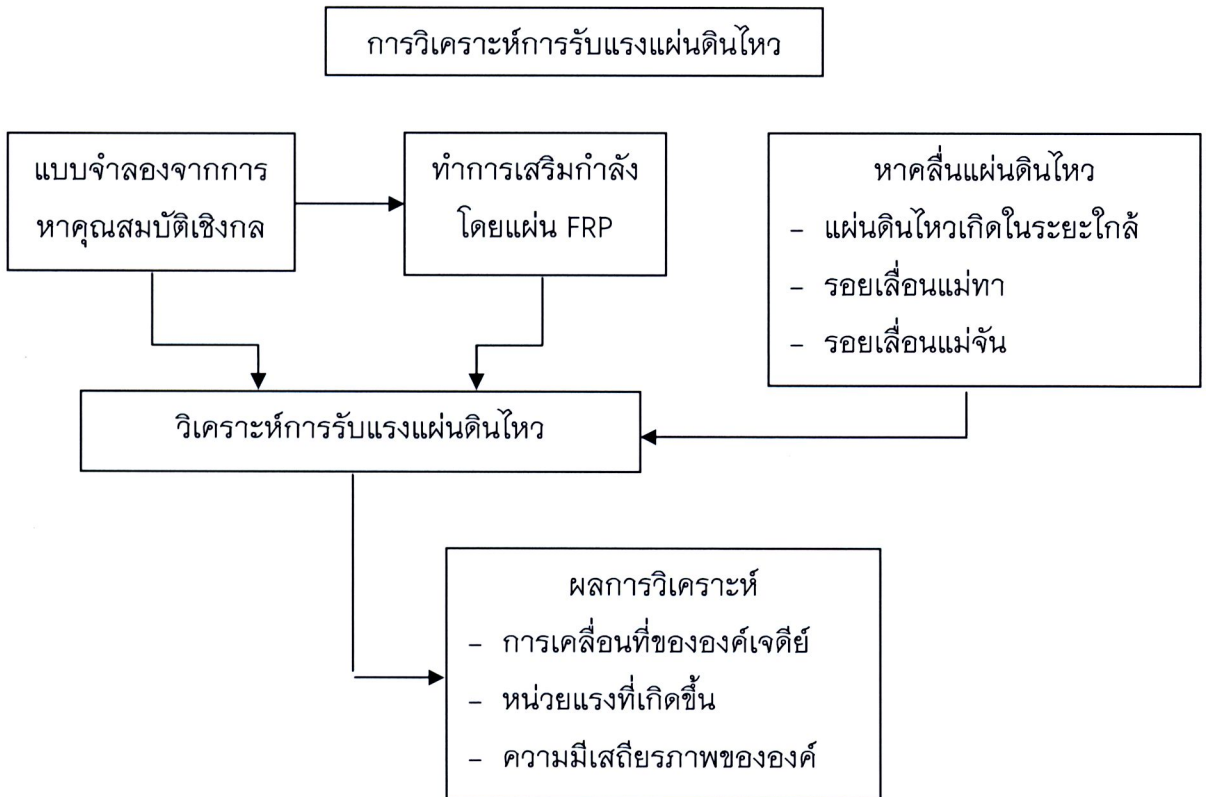 การวิเคราะห์การรับแรงแผ่นดินไหว
แบบจำลองจากการ
หาคุณสมบัติเชิงกล
ทำการเสริมกำลัง
โดยแผ่น FRP
หาคลื่นแผ่นดินไหว
– แผ่นดินไหวเกิดในระยะใกล้
– รอยเลื่อนแม่ทา
– รอยเลื่อนแม่จัน
วิเคราะห์การรับแรงแผ่นดินไหว
ผลการวิเคราะห์
– การเคลื่อนที่ขององค์เจดีย์
– หน่วยแรงที่เกิดขึ้น
– ความมีเสถียรภาพขององค์